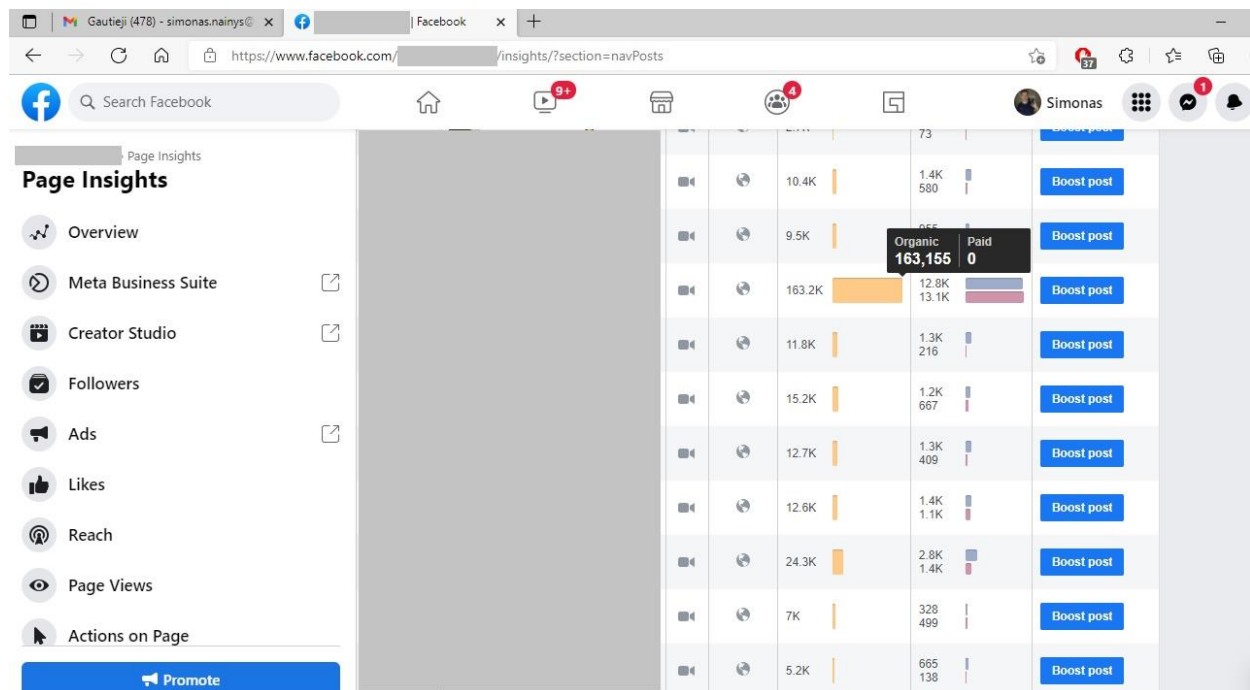 Gautieji (478) - simonas.nainys@
| Facebook
https://www.facebook.com/
/insights/?section=navPosts
37
Search Facebook
9+
4
Simonas
1
Page Insights
Page Insights
Overview
Meta Business Suite
Creator Studio
Followers
Ads
Likes
Reach
Page Views
Actions on Page
Promote
73
10.4K
1.4K
580
Boost post
9.5K
Boost post
Organic Paid
163,155 0
163.2K
12.8K
13.1K
Boost post
11.8K
1.3K
216
Boost post
15.2K
1.2K
667
Boost post
12.7K
1.3K
409
Boost post
12.6K
1.4K
1.1K
Boost post
24.3K
2.8K
1.4K
Boost post
7K
328
499
Boost post
5.2K
665
138
Boost post